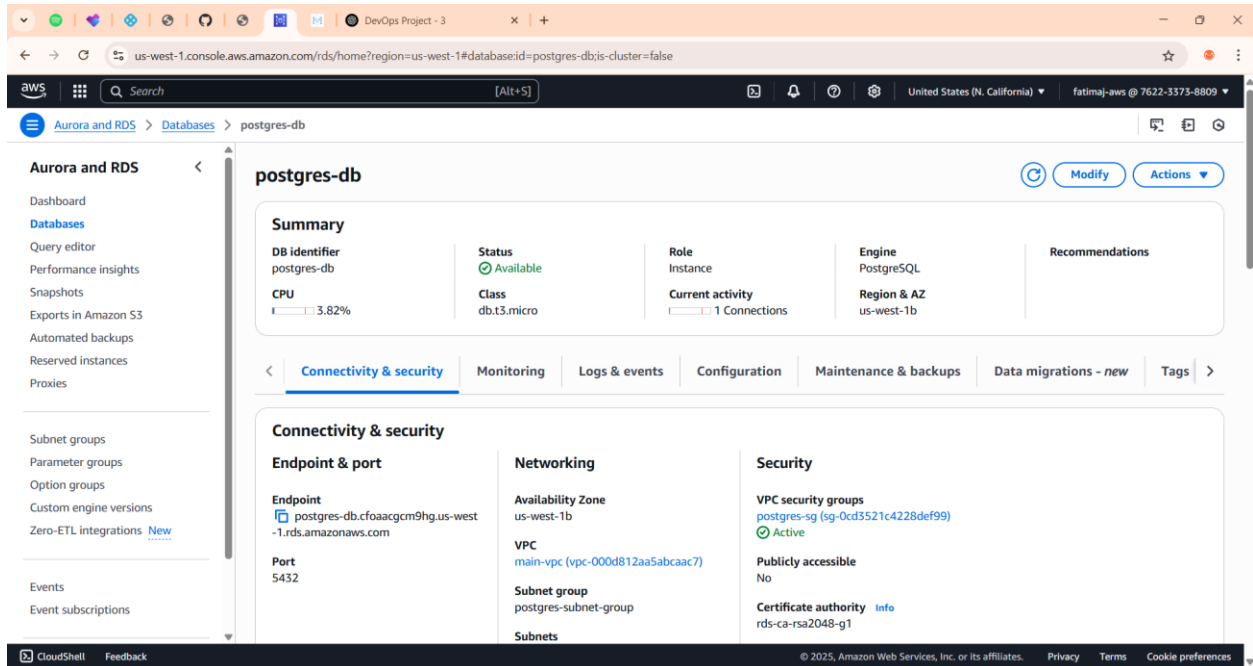 DevOps Project - 3
us-west-1.console.aws.amazon.com/rds/home?region=us-west-1#database:id=postgres-db;is-cluster=false
aws
Search
[Alt+S]
United States (N. California)
fatimaj-aws @ 7622-3373-8809
Aurora and RDS > Databases > postgres-db
Aurora and RDS
Dashboard
Databases
Query editor
Performance insights
Snapshots
Exports in Amazon S3
Automated backups
Reserved instances
Proxies
Subnet groups
Parameter groups
Option groups
Custom engine versions
Zero-ETL integrations New
Events
Event subscriptions
postgres-db
Modify
Actions
Summary
DB identifier
postgres-db
Status
Available
Role
Instance
Engine
PostgreSQL
Recommendations
CPU
3.82%
Class
db.t3.micro
Current activity
1 Connections
Region & AZ
us-west-1b
Connectivity & security
Monitoring
Logs & events
Configuration
Maintenance & backups
Data migrations - new
Tags
Connectivity & security
Endpoint & port
Endpoint
postgres-db.cfoaacgcm9hg.us-west
-1.rds.amazonaws.com
Port
5432
Networking
Availability Zone
us-west-1b
VPC
main-vpc (vpc-000d812aa5abcaac7)
Subnet group
postgres-subnet-group
Subnets
Security
VPC security groups
postgres-sg (sg-0cd3521c4228def99)
Active
Publicly accessible
No
Certificate authority Info
rds-ca-rsa2048-g1
CloudShell
Feedback
© 2025, Amazon Web Services, Inc. or its affiliates.
Privacy
Terms
Cookie preferences